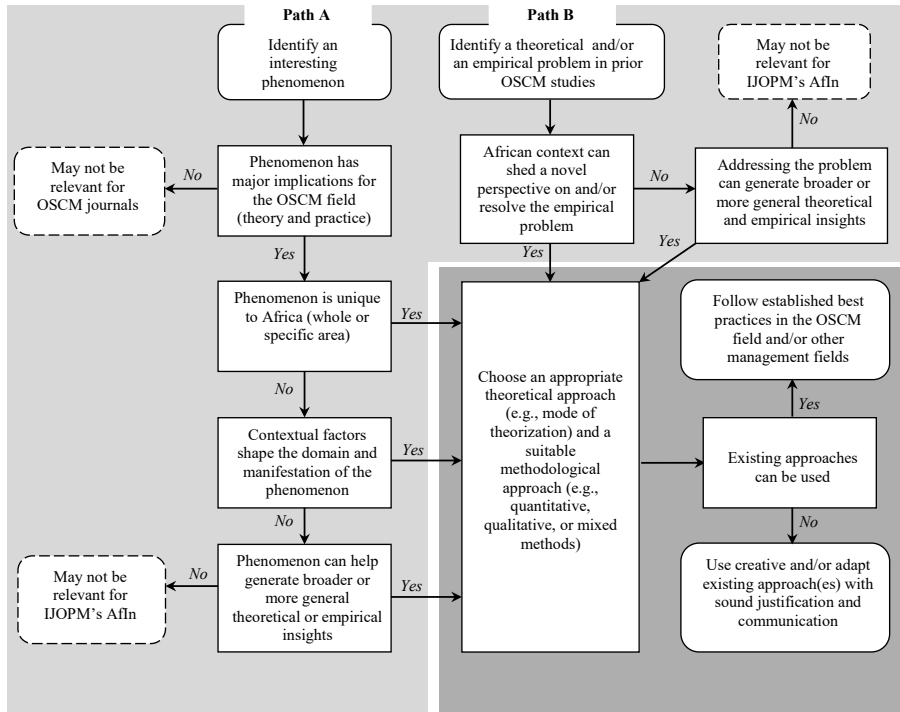 Path A
Identify an
interesting
phenomenon
Path B
Identify a theoretical and/or
an empirical problem in prior
OSCM studies
May not be
relevant for
IJOPM's AfIn
No
May not be
relevant for
OSCM journals
No
Phenomenon has
major implications for
the OSCM field
(theory and practice)
African context can
shed a novel
perspective on and/or
resolve the empirical
problem
No
Addressing the problem
can generate broader or
more general theoretical
and empirical insights
Yes
Yes
Yes
Phenomenon is unique
to Africa (whole or
specific area)
Yes
No
Contextual factors
shape the domain and
manifestation of the
phenomenon
Yes
No
May not be
relevant for
IJOPM's AfIn
No
Phenomenon can help
generate broader or
more general
theoretical or empirical
insights
Yes
Choose an appropriate
theoretical approach
(e.g., mode of
theorization) and a
suitable
methodological
approach (e.g.,
quantitative,
qualitative, or mixed
methods)
Follow established best
practices in the OSCM
field and/or other
management fields
Yes
Existing approaches
can be used
No
Use creative and/or adapt
existing approach(es) with
sound justification and
communication